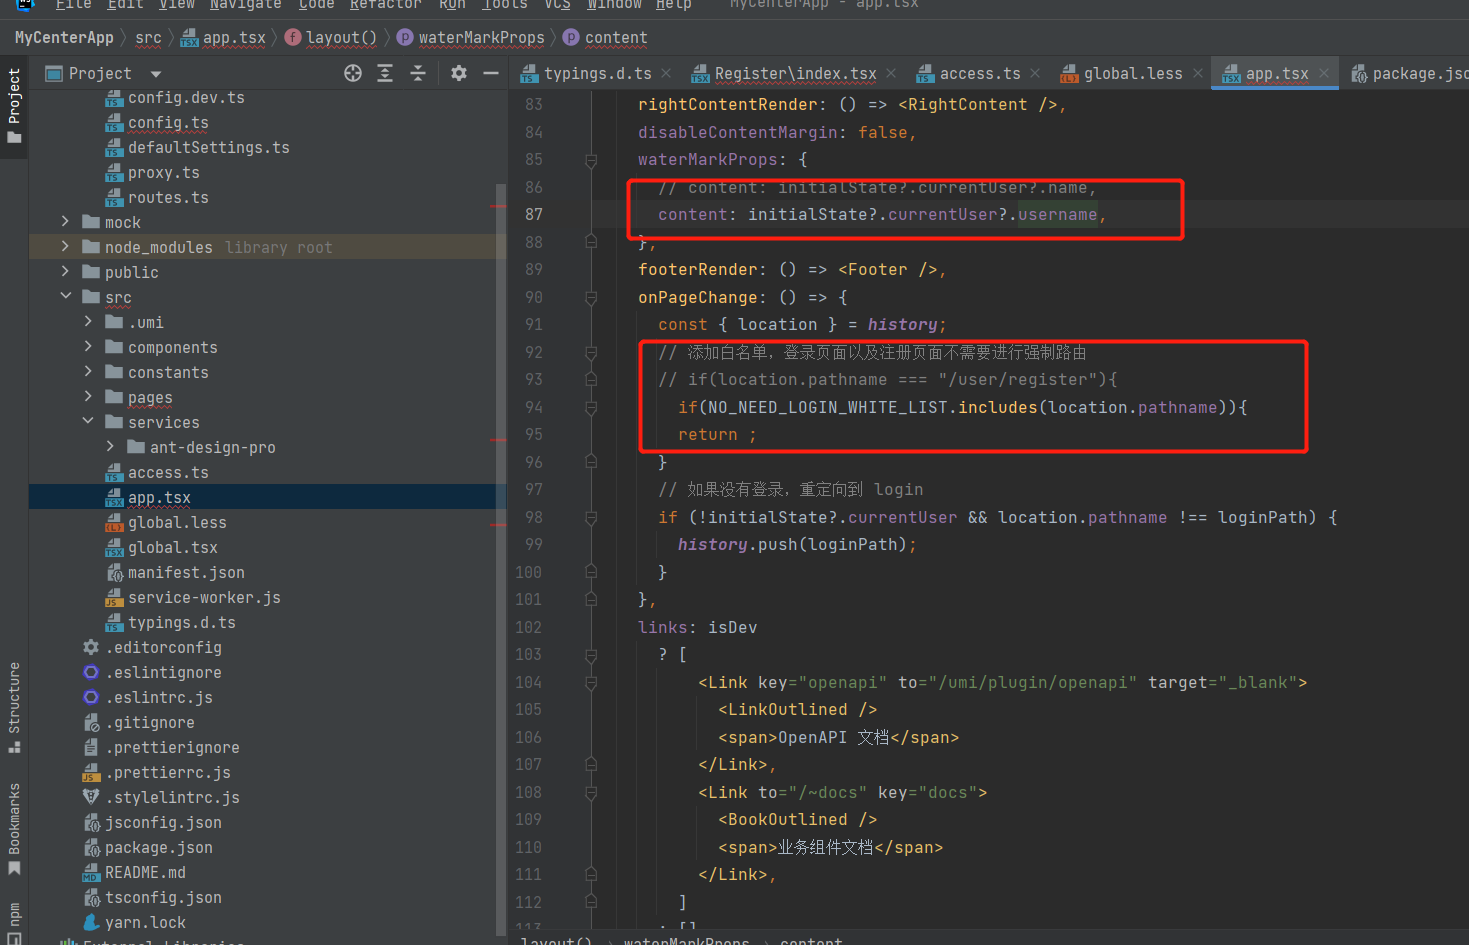 File Edit View Navigate Code Refactor Run Tools VCS Window Help MyCenterApp - app.tsx
MyCenterApp src app.tsx layout() waterMarkProps content
Project
typings.d.ts Register\index.tsx access.ts global.less app.tsx package.jso
Project
config.dev.ts
config.ts
defaultSettings.ts
proxy.ts
routes.ts
mock
node_modules library root
public
src
.umi
components
constants
pages
services
ant-design-pro
access.ts
app.tsx
global.less
global.tsx
manifest.json
service-worker.js
typings.d.ts
.editorconfig
.eslintignore
.eslintrc.js
.gitignore
.prettierignore
.prettierrc.js
.stylelintrc.js
jsconfig.json
package.json
README.md
tsconfig.json
yarn.lock
External Libraries
Structure
Bookmarks
npm
83 rightContentRender: () => <RightContent />,
84 disableContentMargin: false,
85 waterMarkProps: {
86 // content: initialState?.currentUser?.name,
87 content: initialState?.currentUser?.username,
88 },
89 footerRender: () => <Footer />,
90 onPageChange: () => {
91 const { location } = history;
92 // 添加白名单，登录页面以及注册页面不需要进行强制路由
93 // if(location.pathname === "/user/register"){
94 if(NO_NEED_LOGIN_WHITE_LIST.includes(location.pathname)){
95 return ;
96 }
97 // 如果没有登录，重定向到 login
98 if (!initialState?.currentUser && location.pathname !== loginPath) {
99 history.push(loginPath);
100 }
101 },
102 links: isDev
103 ? [
104 <Link key="openapi" to="/umi/plugin/openapi" target="_blank">
105 <LinkOutlined />
106 <span>OpenAPI 文档</span>
107 </Link>,
108 <Link to="/~docs" key="docs">
109 <BookOutlined />
110 <span>业务组件文档</span>
111 </Link>,
112 ]
113 : []
layout() waterMarkProps content